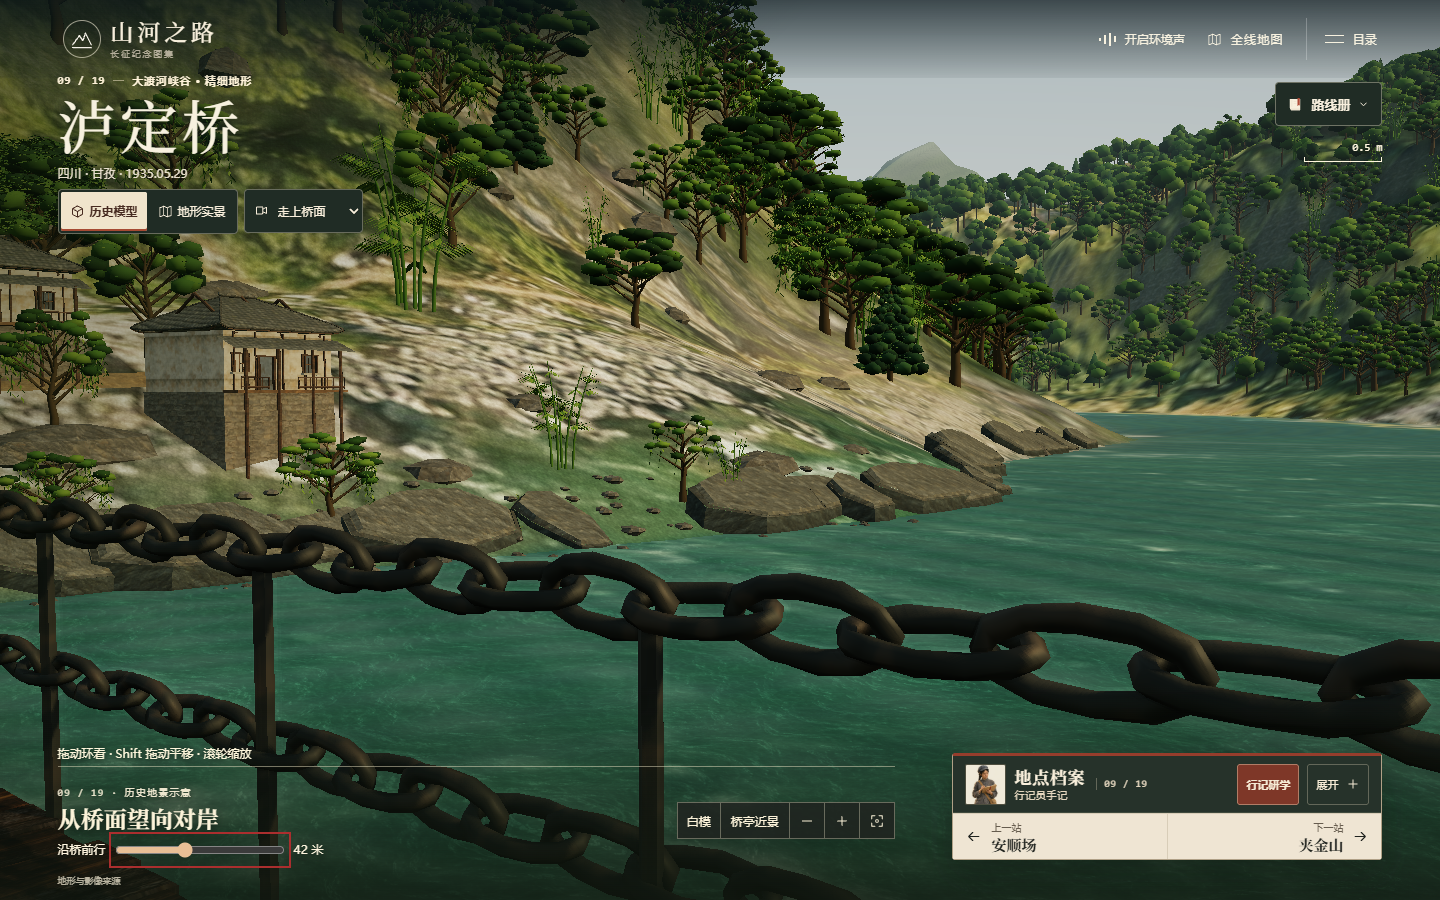 山河之路
长征纪念图集
开启环境声
全线地图
目录
09 / 19 — 大渡河峡谷·精细地形
泸定桥
四川·甘孜·1935.05.29
历史模型
地形实景
走上桥面
路线册
0.5 m
拖动环看·Shift 拖动平移·滚轮缩放
09 / 19 · 历史地景示意
从桥面望向对岸
沿桥前行
42 米
地形与影像来源
白模
桥亭近景
地点档案
09 / 19
行记员手记
行记研学
展开
上一站
安顺场
下一站
夹金山